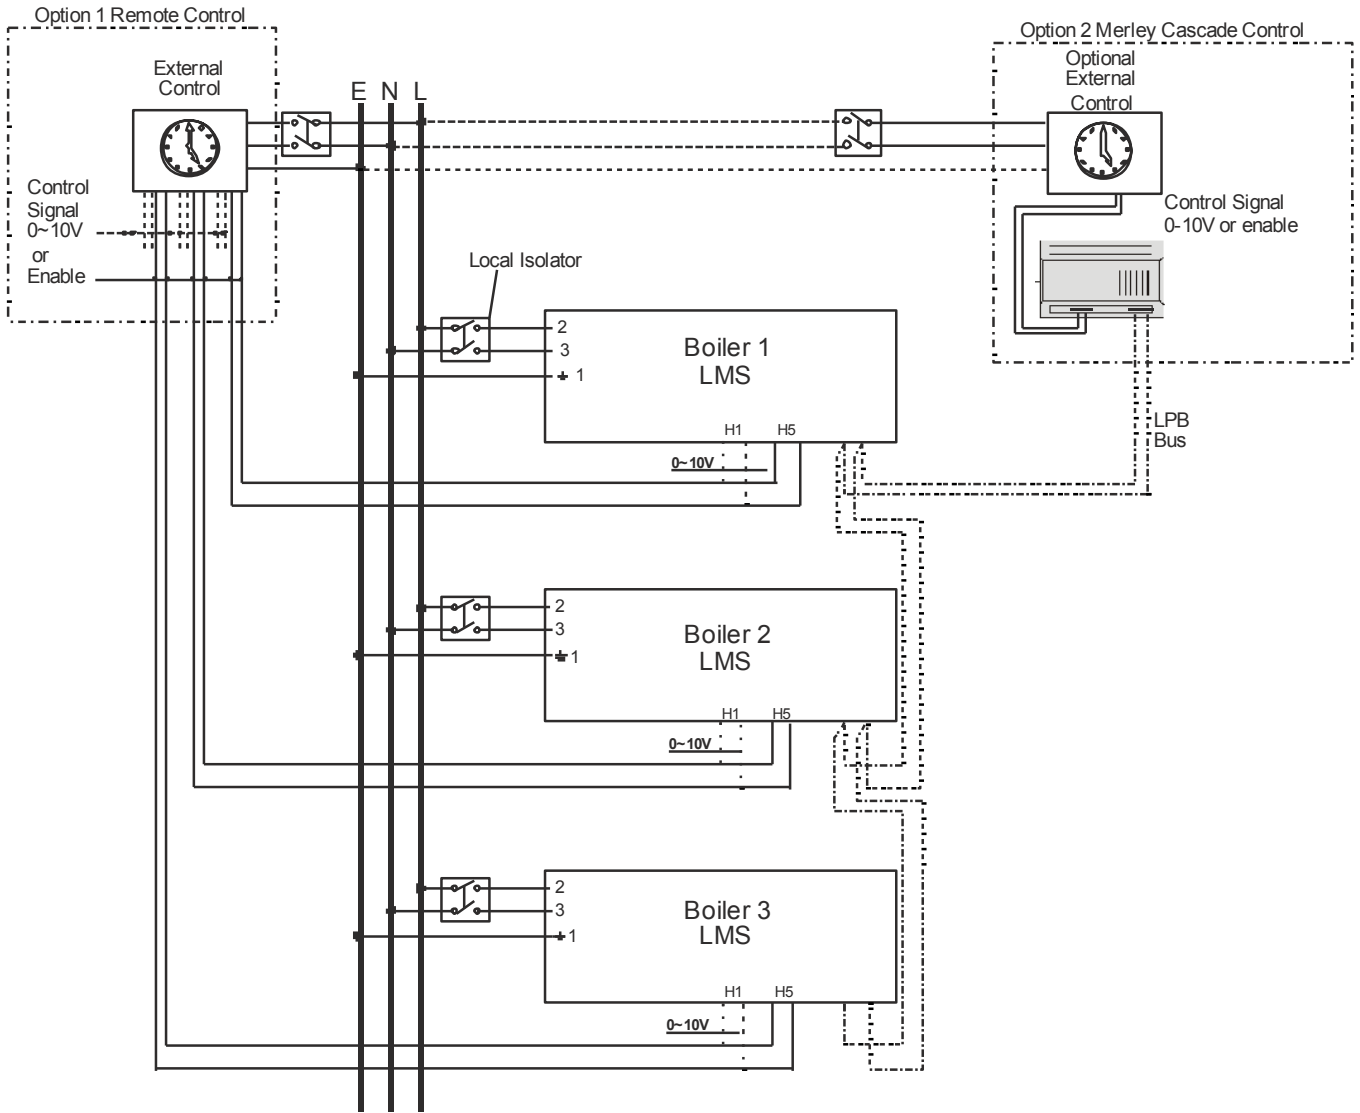 Option 1 Remote Control
Option 2 Merley Cascade Control
External
Control
Optional
External
Control
E N L
Control
Signal
0~10V
or
Enable
Control Signal
0-10V or enable
Local Isolator
2
3
1
Boiler 1
LMS
H1 H5
0~10V
LPB
Bus
2
3
1
Boiler 2
LMS
H1 H5
0~10V
2
3
1
Boiler 3
LMS
H1 H5
0~10V